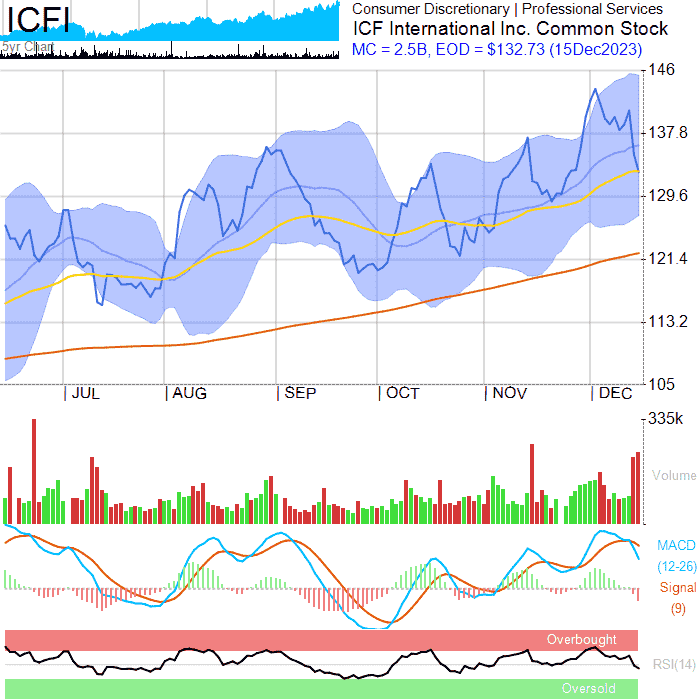 ICFI
5yr Chart
Consumer Discretionary | Professional Services
ICF International Inc. Common Stock
MC = 2.5B, EOD = $132.73 (15Dec2023)
146
137.8
129.6
121.4
113.2
105
JUL
AUG
SEP
OCT
NOV
DEC
335k
Volume
MACD
(12-26)
Signal
(9)
Overbought
RSI(14)
Oversold